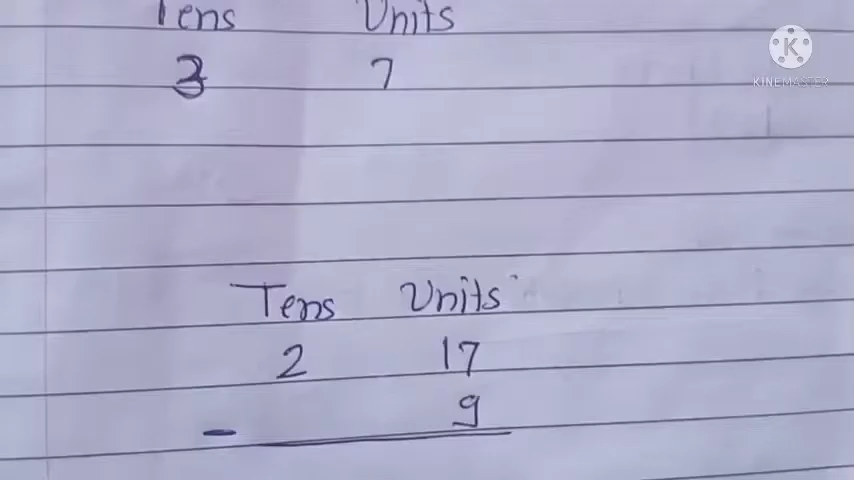 Tens Units
3 7
KINEMASTER
Tens Units
2 17
- 9